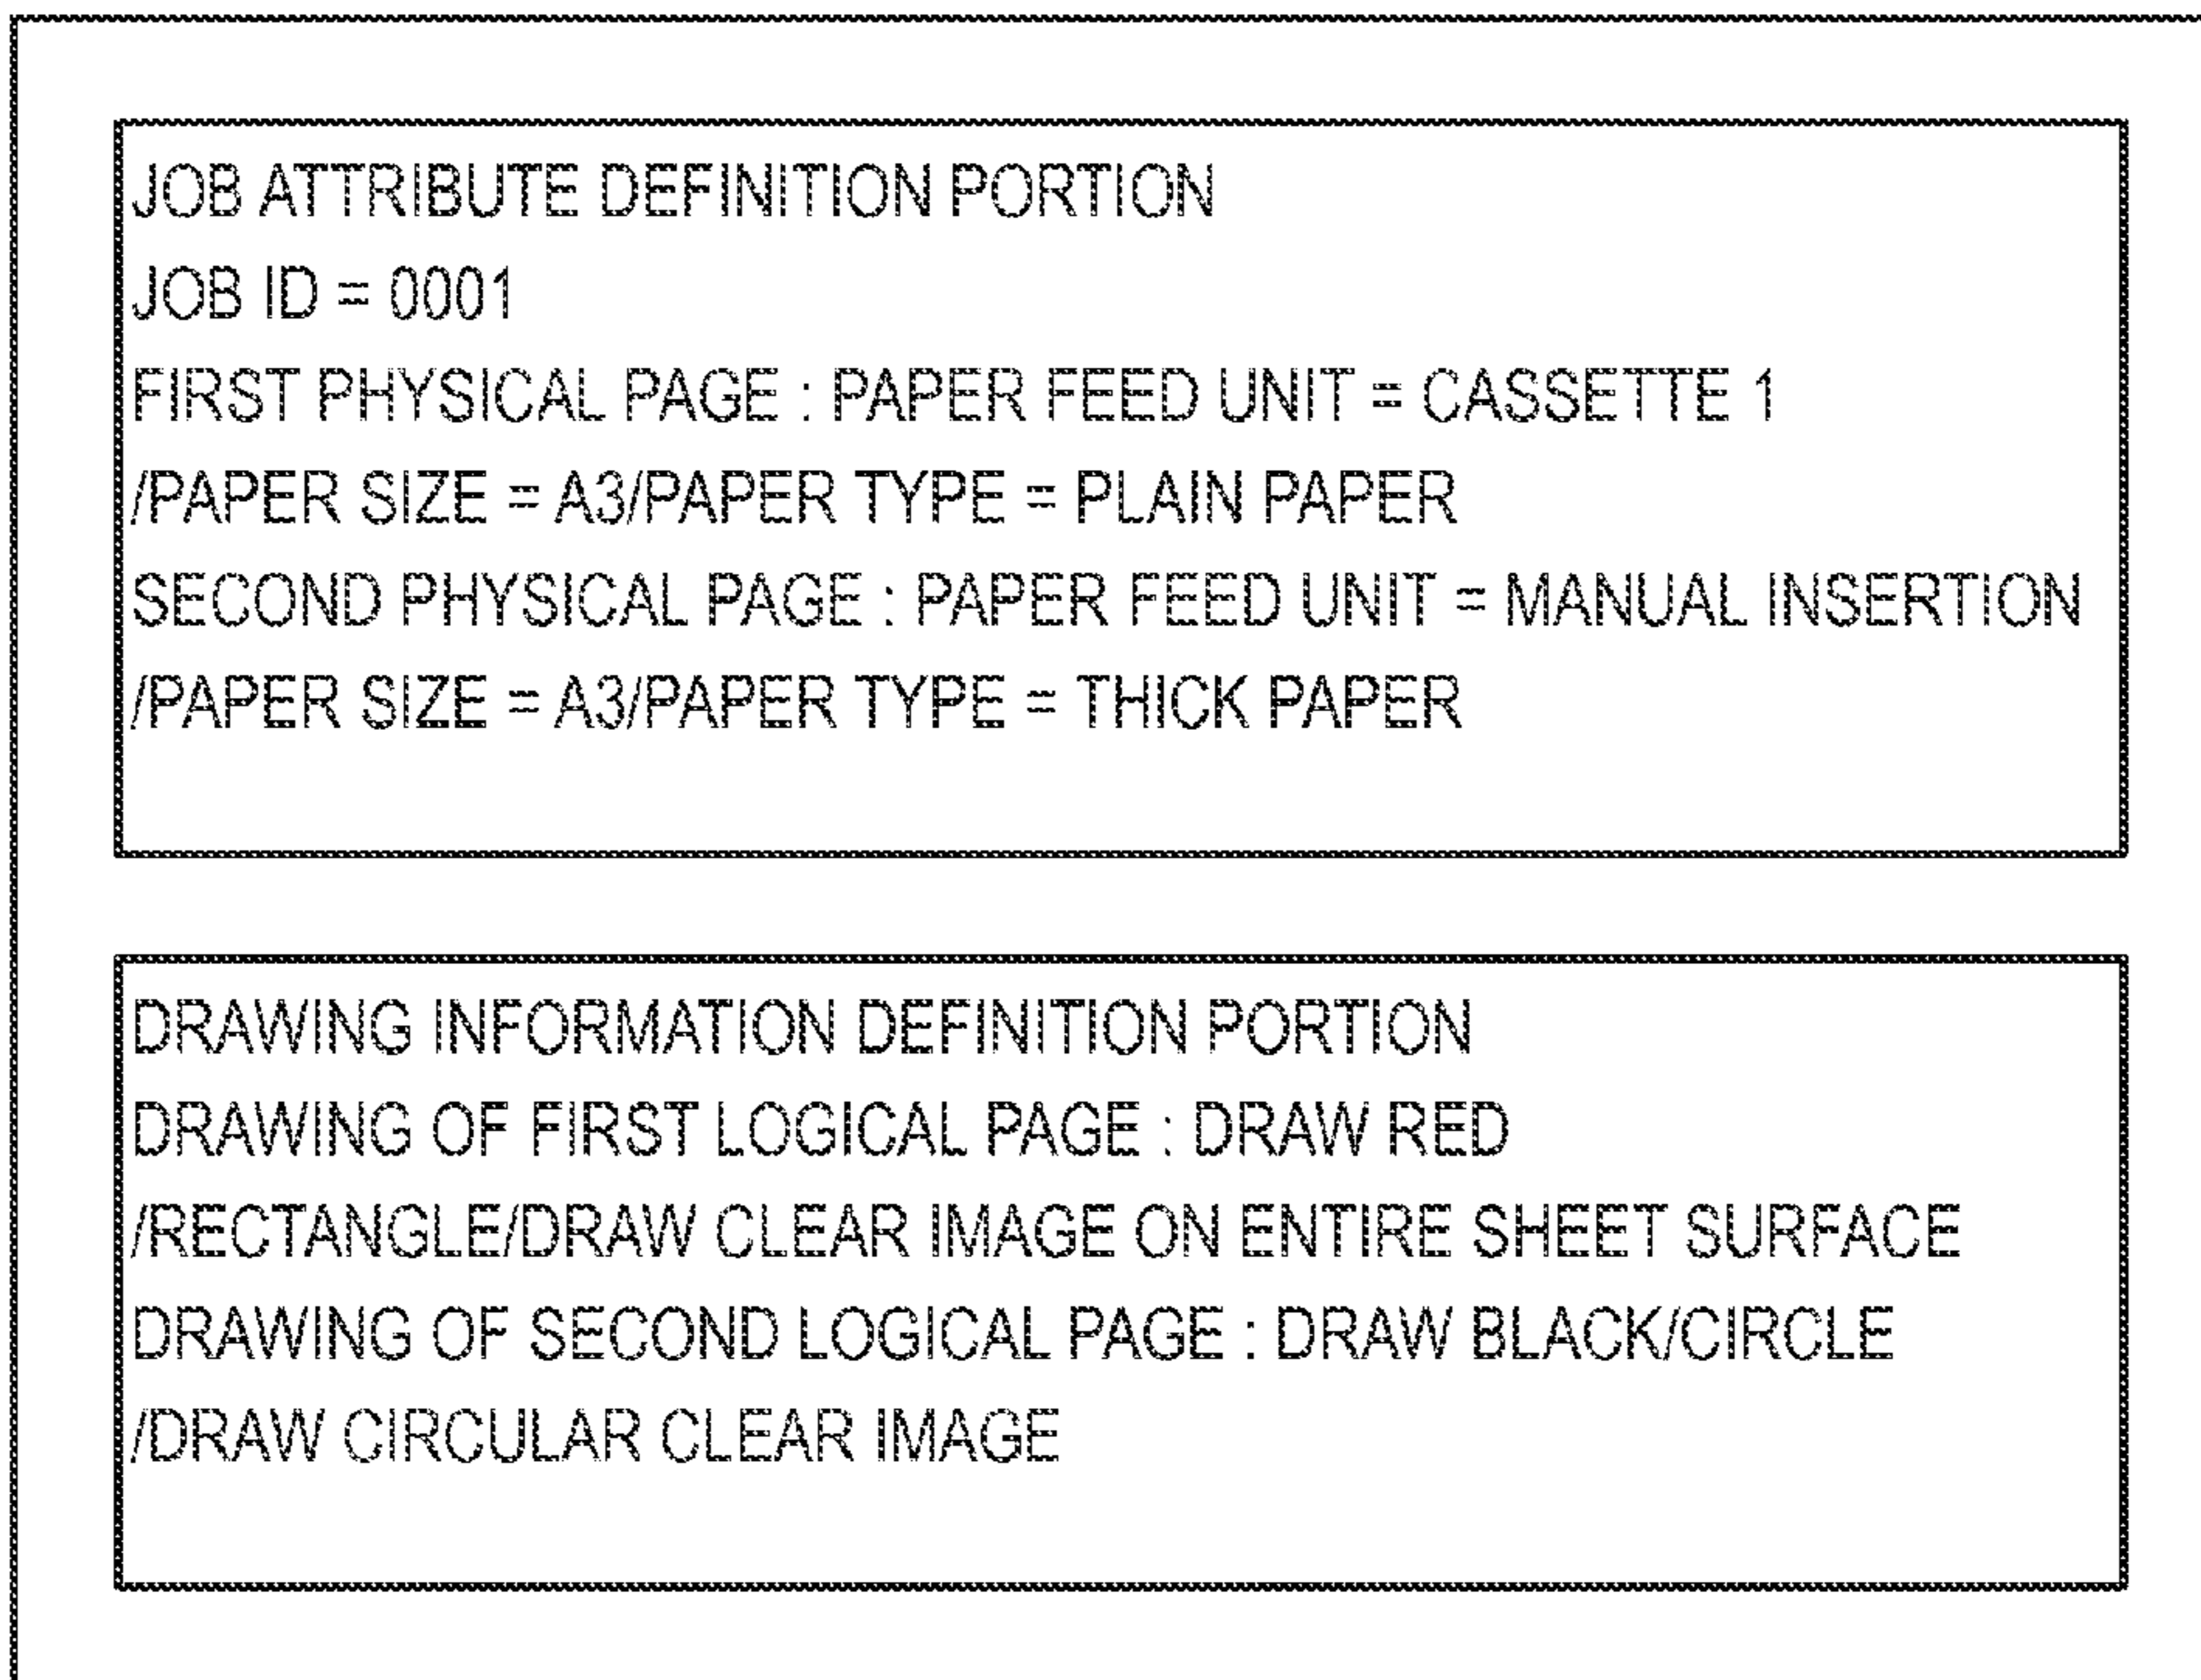 JOB ATTRIBUTE DEFINITION PORTION
JOB ID = 0001
FIRST PHYSICAL PAGE : PAPER FEED UNIT = CASSETTE 1
/PAPER SIZE = A3/PAPER TYPE = PLAIN PAPER
SECOND PHYSICAL PAGE : PAPER FEED UNIT = MANUAL INSERTION
/PAPER SIZE = A3/PAPER TYPE = THICK PAPER
DRAWING INFORMATION DEFINITION PORTION
DRAWING OF FIRST LOGICAL PAGE : DRAW RED
/RECTANGLE/DRAW CLEAR IMAGE ON ENTIRE SHEET SURFACE
DRAWING OF SECOND LOGICAL PAGE : DRAW BLACK/CIRCLE
/DRAW CIRCULAR CLEAR IMAGE